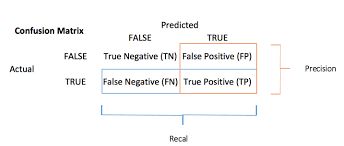 Predicted
Confusion Matrix
FALSE TRUE
FALSE True Negative (TN) False Positive (FP)
Actual Precision
TRUE False Negative (FN) True Positive (TP)
Recal